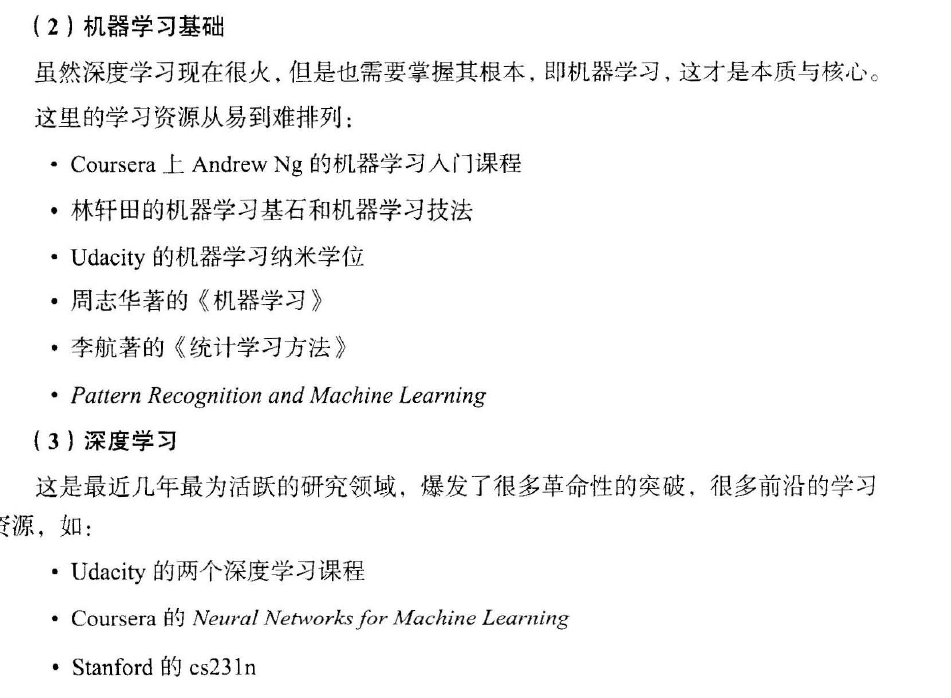 （2）机器学习基础
虽然深度学习现在很火，但是也需要掌握其根本，即机器学习，这才是本质与核心。
这里的学习资源从易到难排列：
• Coursera 上 Andrew Ng 的机器学习入门课程
• 林轩田的机器学习基石和机器学习技法
• Udacity 的机器学习纳米学位
• 周志华著的《机器学习》
• 李航著的《统计学习方法》
• Pattern Recognition and Machine Learning
（3）深度学习
这是最近几年最为活跃的研究领域，爆发了很多革命性的突破，很多前沿的学习
资源，如：
• Udacity 的两个深度学习课程
• Coursera 的 Neural Networks for Machine Learning
• Stanford 的 cs231n